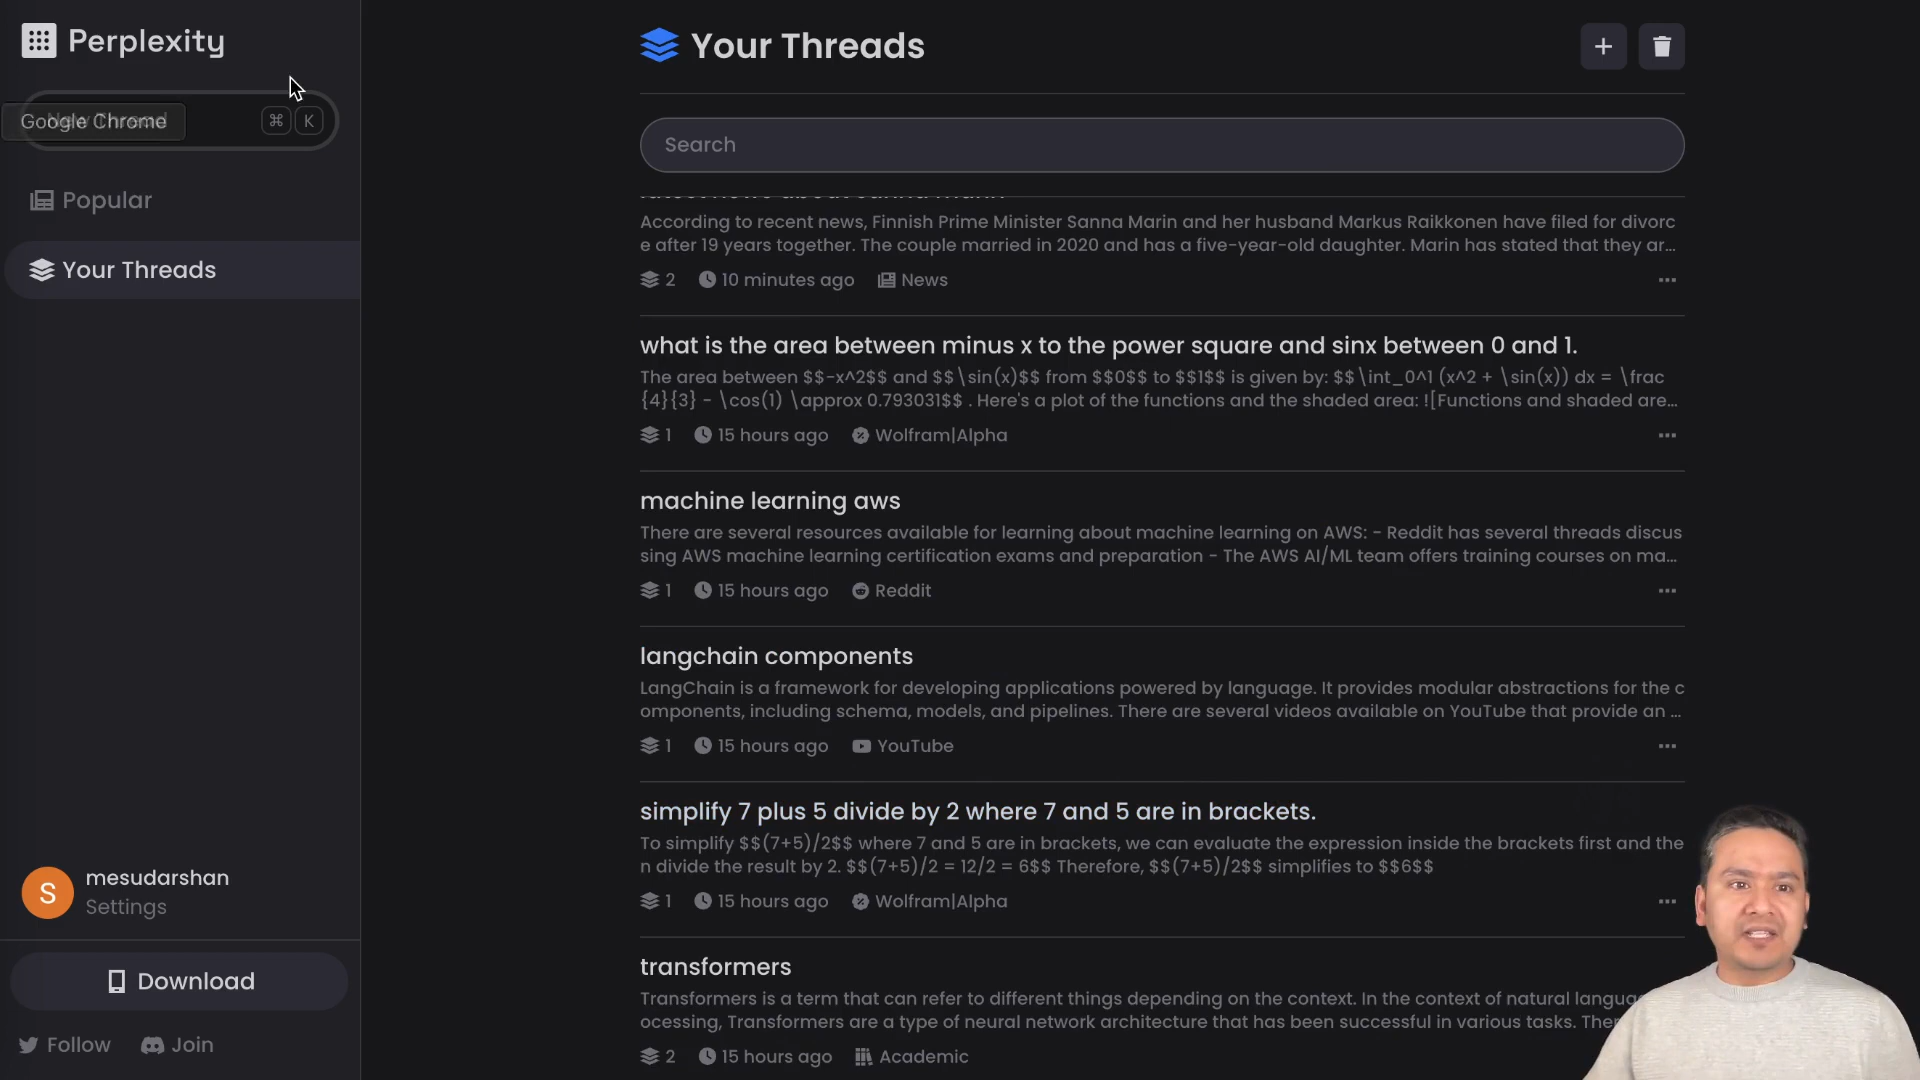 Perplexity
Google Chrome
⌘ K
Popular
Your Threads
mesudarshan
Settings
Download
Follow
Join
Your Threads
Search
latest news about sanna marin
According to recent news, Finnish Prime Minister Sanna Marin and her husband Markus Raikkonen have filed for divorc
e after 19 years together. The couple married in 2020 and has a five-year-old daughter. Marin has stated that they ar...
2 10 minutes ago News
what is the area between minus x to the power square and sinx between 0 and 1.
The area between $$-x^2$$ and $$\sin(x)$$ from $$0$$ to $$1$$ is given by: $$\int_0^1 (x^2 + \sin(x)) dx = \frac
{4}{3} - \cos(1) \approx 0.793031$$ . Here's a plot of the functions and the shaded area: ![Functions and shaded are...
1 15 hours ago Wolfram|Alpha
machine learning aws
There are several resources available for learning about machine learning on AWS: - Reddit has several threads discus
sing AWS machine learning certification exams and preparation - The AWS AI/ML team offers training courses on ma...
1 15 hours ago Reddit
langchain components
LangChain is a framework for developing applications powered by language. It provides modular abstractions for the c
omponents, including schema, models, and pipelines. There are several videos available on YouTube that provide an ...
1 15 hours ago YouTube
simplify 7 plus 5 divide by 2 where 7 and 5 are in brackets.
To simplify $$(7+5)/2$$ where 7 and 5 are in brackets, we can evaluate the expression inside the brackets first and the
n divide the result by 2. $$(7+5)/2 = 12/2 = 6$$ Therefore, $$(7+5)/2$$ simplifies to $$6$$
1 15 hours ago Wolfram|Alpha
transformers
Transformers is a term that can refer to different things depending on the context. In the context of natural
ocessing, Transformers are a type of neural network architecture that has been successful in various tasks.
2 15 hours ago Academic